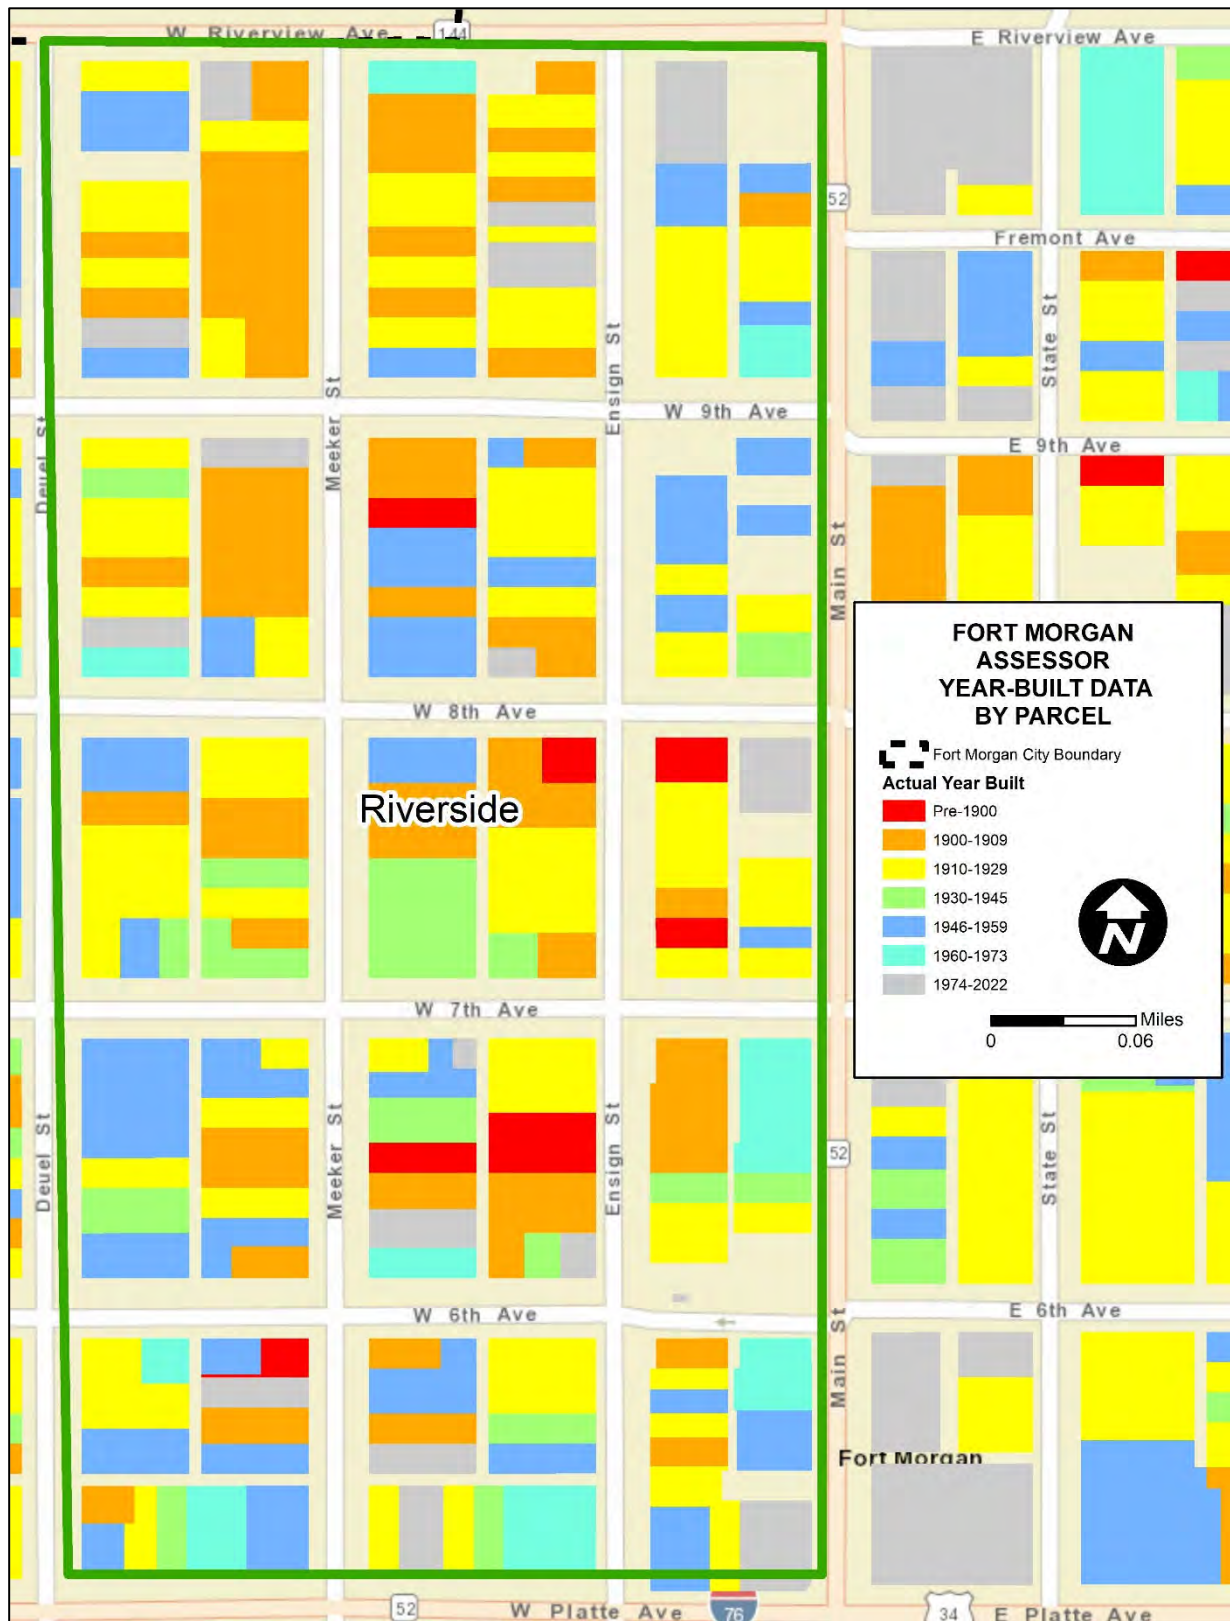 W Riverview Ave
144
E Riverview Ave
52
Fremont Ave
State St
Ensign St
Meeker St
W 9th Ave
Deuel St
E 9th Ave
Main St
FORT MORGAN
ASSESSOR
YEAR-BUILT DATA
BY PARCEL
Fort Morgan City Boundary
Actual Year Built
Pre-1900
1900-1909
1910-1929
1930-1945
1946-1959
1960-1973
1974-2022
N
Miles
0 0.06
W 8th Ave
Riverside
W 7th Ave
Deuel St
Meeker St
Ensign St
52
State St
W 6th Ave
E 6th Ave
Main St
Fort Morgan
52
W Platte Ave
76
34
E Platte Ave